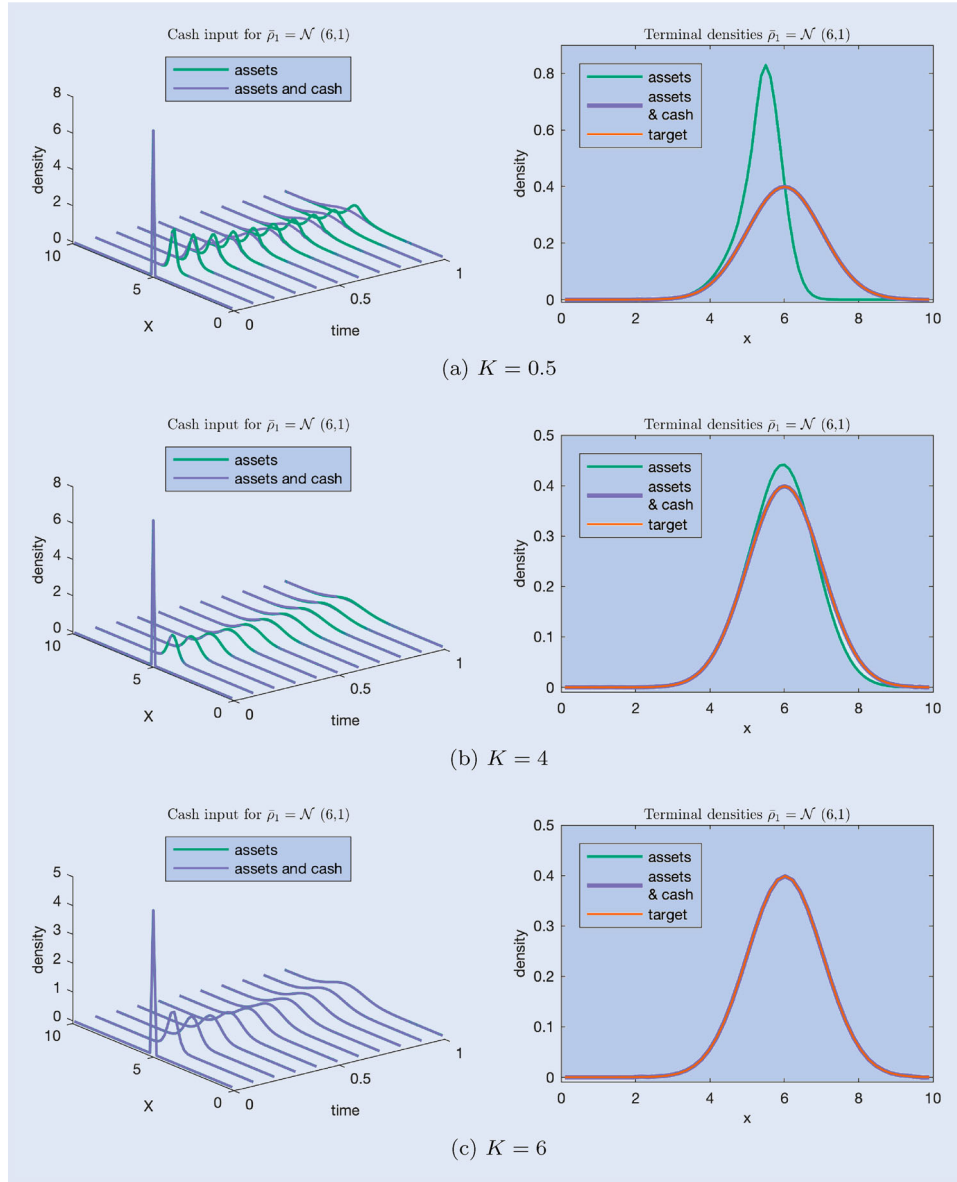 Cash input for ρ̄₁ = 𝒩 (6,1)
assets
assets and cash
8
6
4
2
0
density
10
5
0
X
0
0.5
1
time
Terminal densities ρ̄₁ = 𝒩 (6,1)
assets
assets
& cash
target
0.8
0.6
0.4
0.2
0
density
0 2 4 6 8 10
x
(a) K = 0.5
Cash input for ρ̄₁ = 𝒩 (6,1)
assets
assets and cash
8
6
4
2
0
density
10
5
0
X
0
0.5
1
time
Terminal densities ρ̄₁ = 𝒩 (6,1)
assets
assets
& cash
target
0.5
0.4
0.3
0.2
0.1
0
density
0 2 4 6 8 10
x
(b) K = 4
Cash input for ρ̄₁ = 𝒩 (6,1)
assets
assets and cash
5
4
3
2
1
0
density
10
5
0
X
0
0.5
1
time
Terminal densities ρ̄₁ = 𝒩 (6,1)
assets
assets
& cash
target
0.5
0.4
0.3
0.2
0.1
0
density
0 2 4 6 8 10
x
(c) K = 6